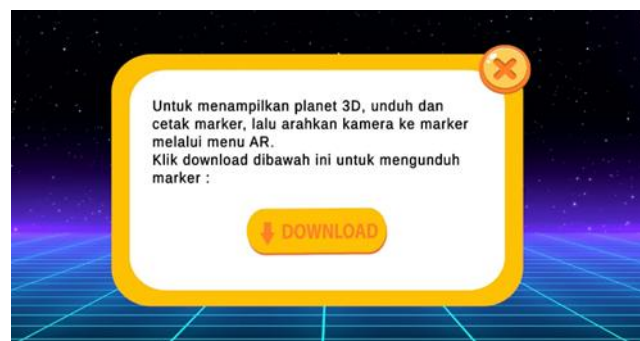 Untuk menampilkan planet 3D, unduh dan
cetak marker, lalu arahkan kamera ke marker
melalui menu AR.
Klik download dibawah ini untuk mengunduh
marker :
DOWNLOAD